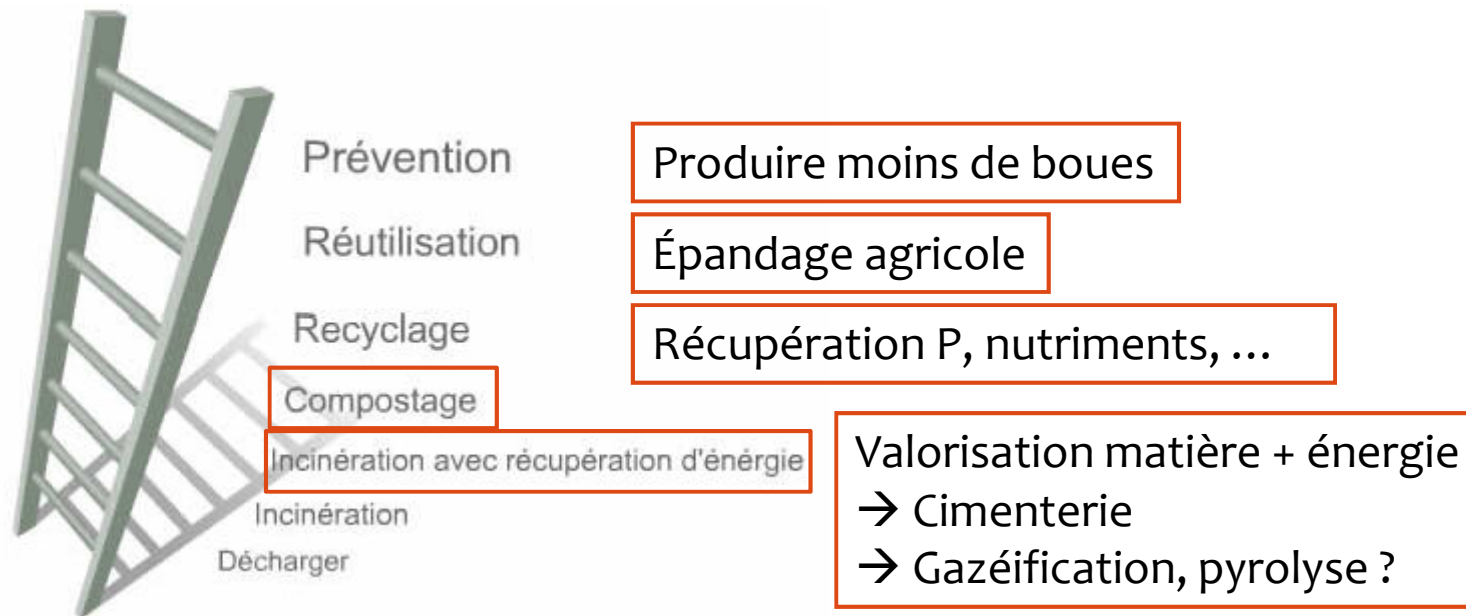 Prévention
Produire moins de boues
Réutilisation
Épandage agricole
Recyclage
Récupération P, nutriments, ...
Compostage
Incinération avec récupération d'énérgie
Valorisation matière + énergie
→ Cimenterie
→ Gazéification, pyrolyse ?
Incinération
Décharger